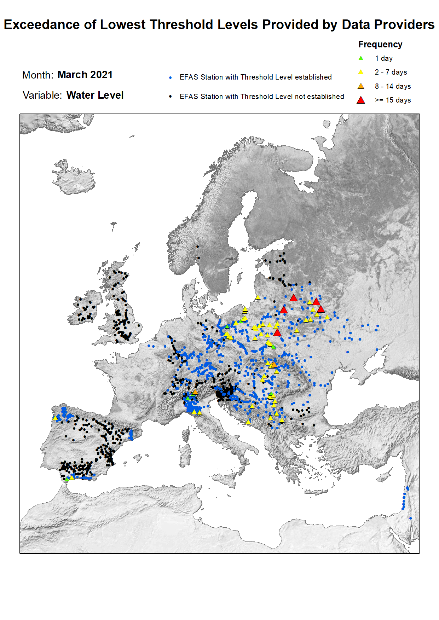 Exceedance of Lowest Threshold Levels Provided by Data Providers
Frequency
Month: March 2021
Variable: Water Level
EFAS Station with Threshold Level established
EFAS Station with Threshold Level not established
1 day
2 - 7 days
8 - 14 days
>= 15 days